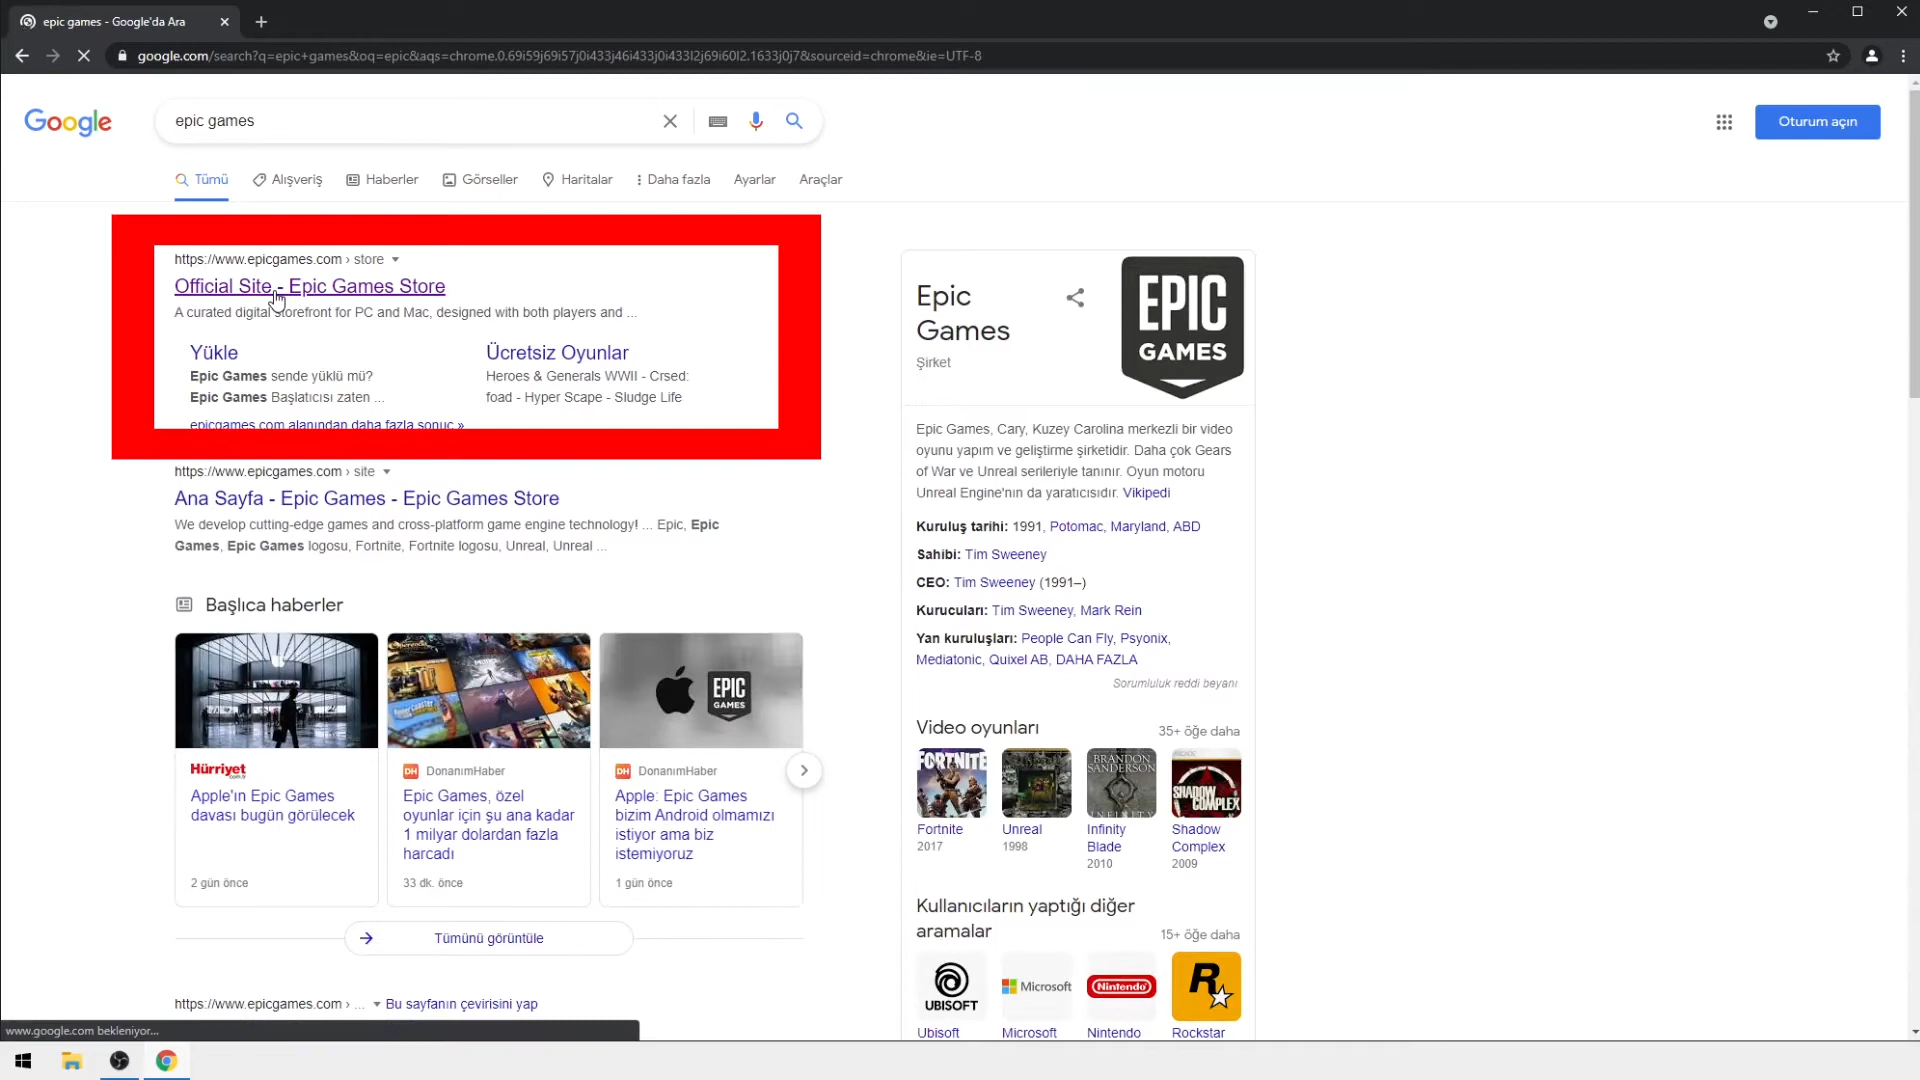 epic games - Google'da Ara
google.com/search?q=epic+games&oq=epic&aqs=chrome.0.69i59j69i57j0i433j46i433j0i433l2j69i60l2.1633j0j7&sourceid=chrome&ie=UTF-8
Google
epic games
Oturum açın
Tümü
Alışveriş
Haberler
Görseller
Haritalar
Daha fazla
Ayarlar
Araçlar
https://www.epicgames.com › store
Official Site - Epic Games Store
A curated digital storefront for PC and Mac, designed with both players and ...
Yükle
Epic Games sende yüklü mü?
Epic Games Başlatıcısı zaten ...
Ücretsiz Oyunlar
Heroes & Generals WWII - Crsed:
foad - Hyper Scape - Sludge Life
epicgames.com alanından daha fazla sonuç »
https://www.epicgames.com › site
Ana Sayfa - Epic Games - Epic Games Store
We develop cutting-edge games and cross-platform game engine technology! ... Epic, Epic
Games, Epic Games logosu, Fortnite, Fortnite logosu, Unreal, Unreal ...
Başlıca haberler
EPIC
GAMES
Hürriyet
Apple'ın Epic Games
davası bugün görülecek
2 gün önce
DH DonanımHaber
Epic Games, özel
oyunlar için şu ana kadar
1 milyar dolardan fazla
harcadı
33 dk. önce
DH DonanımHaber
Apple: Epic Games
bizim Android olmamızı
istiyor ama biz
istemiyoruz
1 gün önce
Tümünü görüntüle
https://www.epicgames.com › ...
Bu sayfanın çevirisini yap
www.google.com bekleniyor...
Epic
Games
Şirket
EPIC
GAMES
Epic Games, Cary, Kuzey Carolina merkezli bir video
oyunu yapım ve geliştirme şirketidir. Daha çok Gears
of War ve Unreal serileriyle tanınır. Oyun motoru
Unreal Engine'nın da yaratıcısıdır. Vikipedi
Kuruluş tarihi: 1991, Potomac, Maryland, ABD
Sahibi: Tim Sweeney
CEO: Tim Sweeney (1991–)
Kurucuları: Tim Sweeney, Mark Rein
Yan kuruluşları: People Can Fly, Psyonix,
Mediatonic, Quixel AB, DAHA FAZLA
Sorumluluk reddi beyanı
Video oyunları
35+ öğe daha
FORTNITE
BRANDON
SANDERSON
INFINITY
SHADOW
COMPLEX
Fortnite
2017
Unreal
1998
Infinity
Blade
2010
Shadow
Complex
2009
Kullanıcıların yaptığı diğer
aramalar
15+ öğe daha
UBISOFT
Microsoft
Nintendo
R
Ubisoft
Microsoft
Nintendo
Rockstar